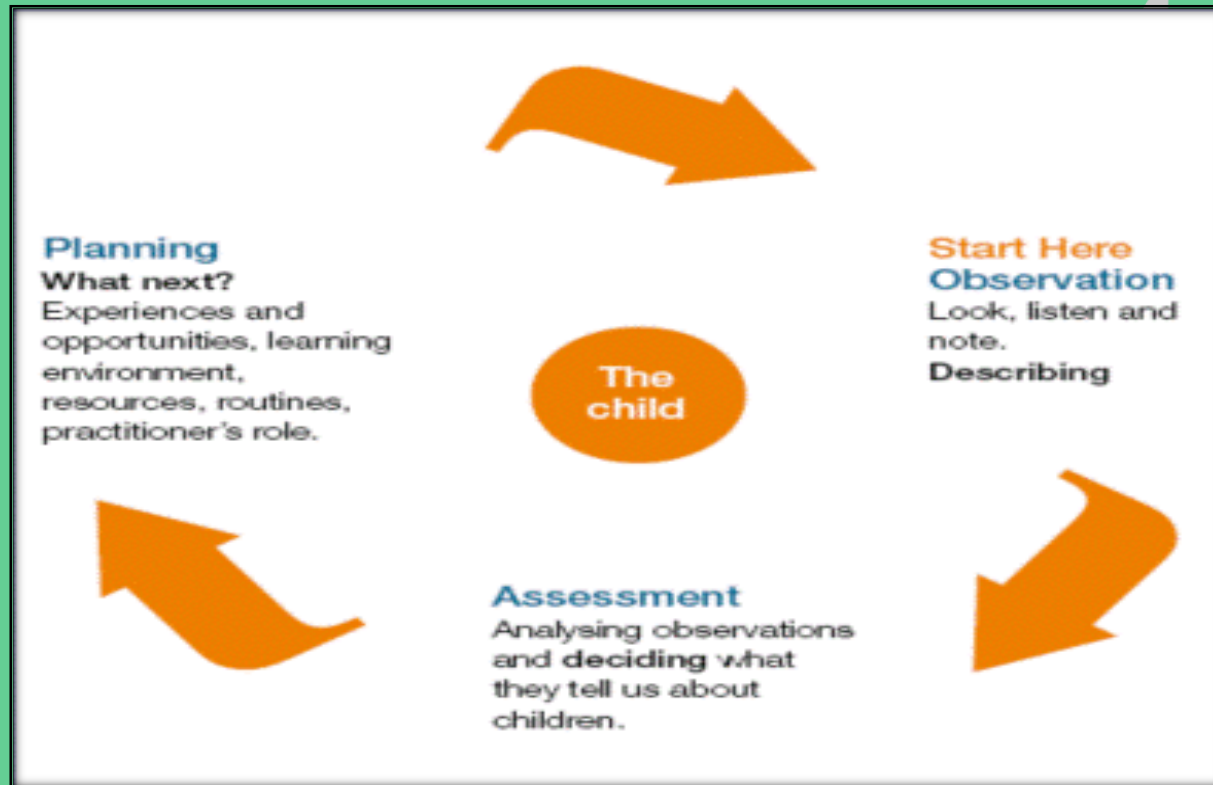 Planning
What next?
Experiences and
opportunities, learning
environment,
resources, routines,
practitioner's role.
The
child
Start Here
Observation
Look, listen and
note.
Describing
Assessment
Analysing observations
and deciding what
they tell us about
children.